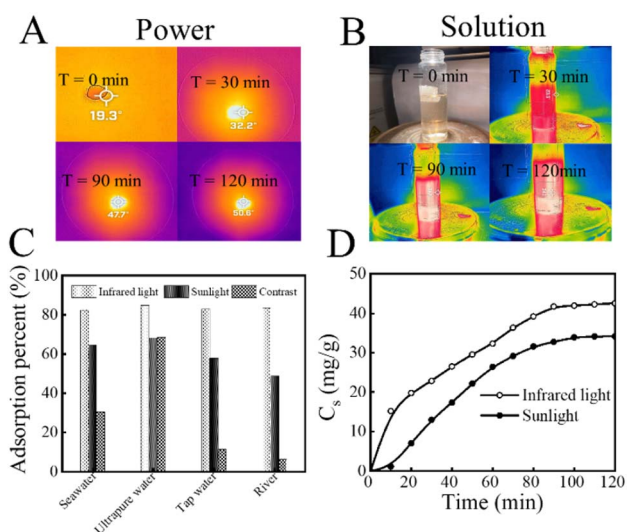 A
Power
T = 0 min
19.3°
T = 30 min
32.2°
T = 90 min
47.7°
T = 120 min
50.6°
B
Solution
T = 0 min
T = 30 min
T = 90 min
T = 120min
C
Adsorption percent (%)
100
80
60
40
20
0
Infrared light
Sunlight
Contrast
Seawater
Ultrapure water
Tap water
River
D
Cs (mg/g)
50
40
30
20
10
0
Infrared light
Sunlight
0 20 40 60 80 100 120
Time (min)